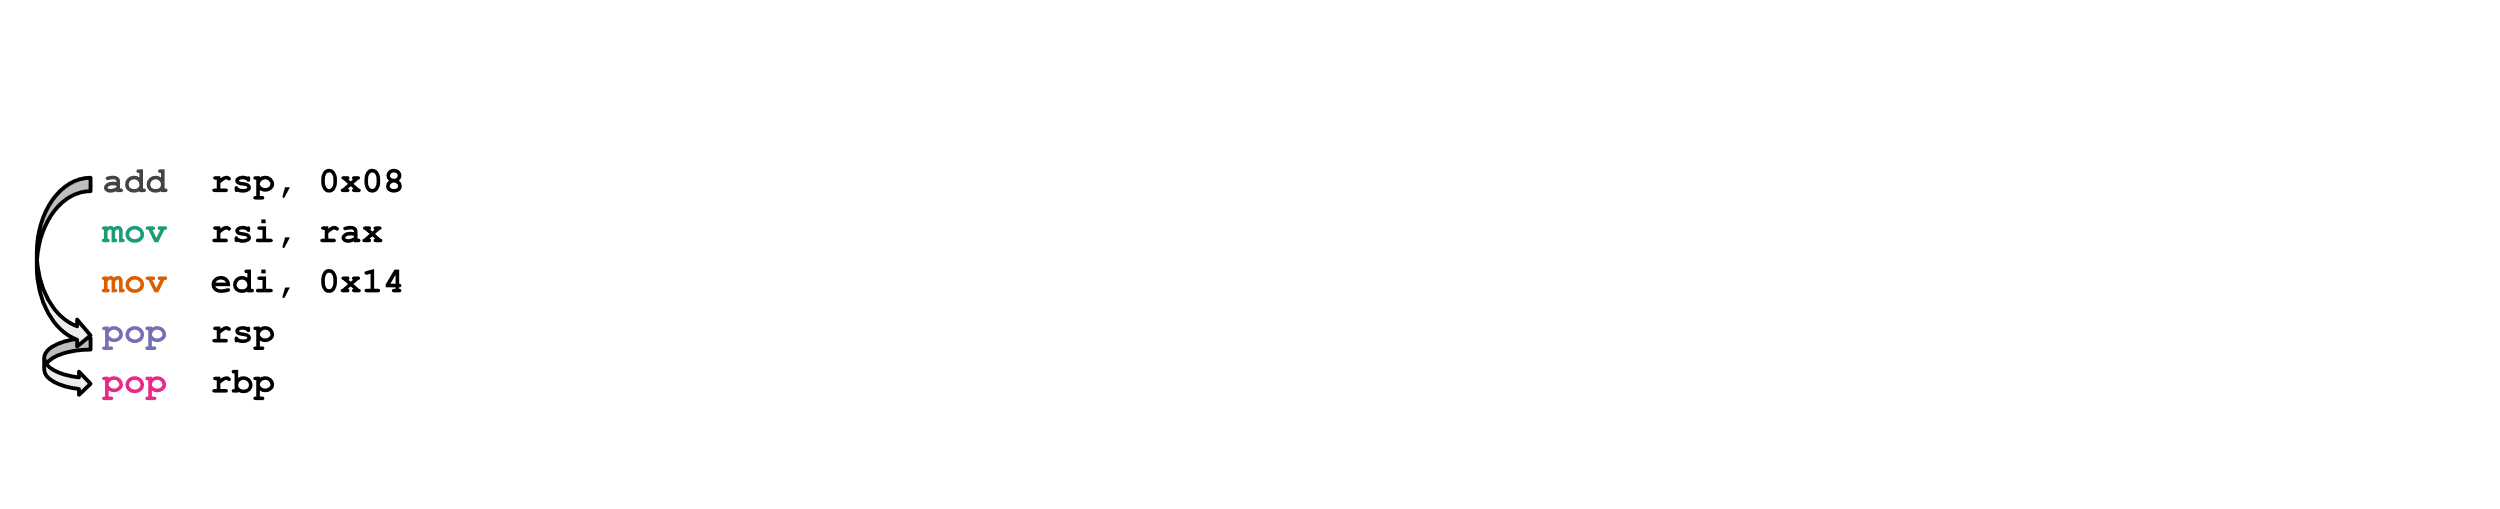 add rsp, 0x08
mov rsi, rax
mov edi, 0x14
pop rsp
pop rbp